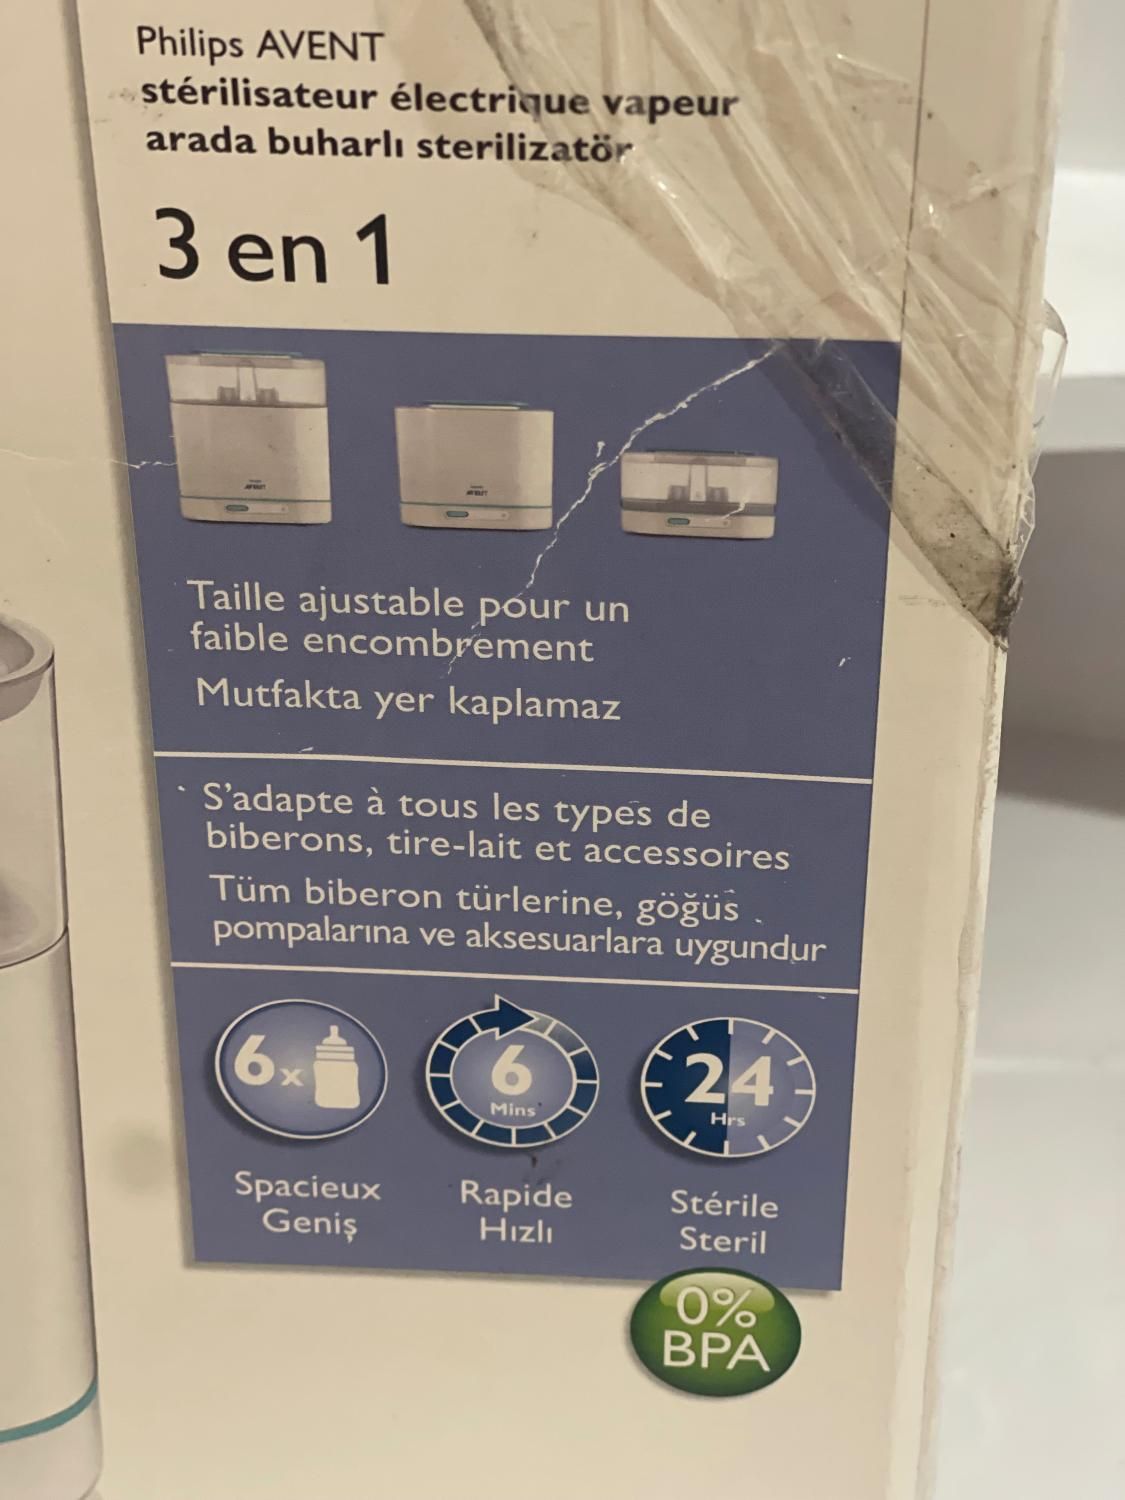 Philips AVENT
stérilisateur électrique vapeur
arada buharlı sterilizatör
3 en 1
AVENT
AVENT
Taille ajustable pour un
faible encombrement
Mutfakta yer kaplamaz
S'adapte à tous les types de
biberons, tire-lait et accessoires
Tüm biberon türlerine, göğüs
pompalarına ve aksesuarlara uygundur
6x
6
Mins
24
Hrs
Spacieux
Geniş
Rapide
Hızlı
Stérile
Steril
0%
BPA